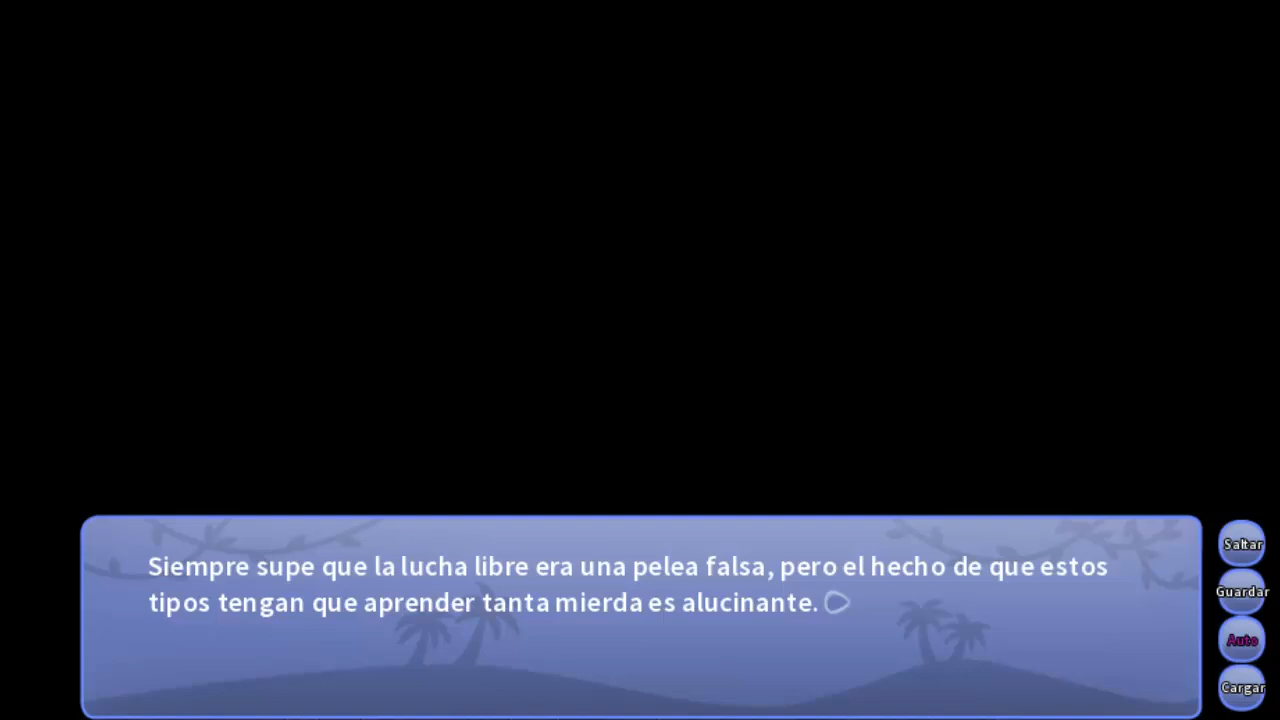 Siempre supe que la lucha libre era una pelea falsa, pero el hecho de que estos
tipos tengan que aprender tanta mierda es alucinante.
Saltar
Guardar
Auto
Cargar